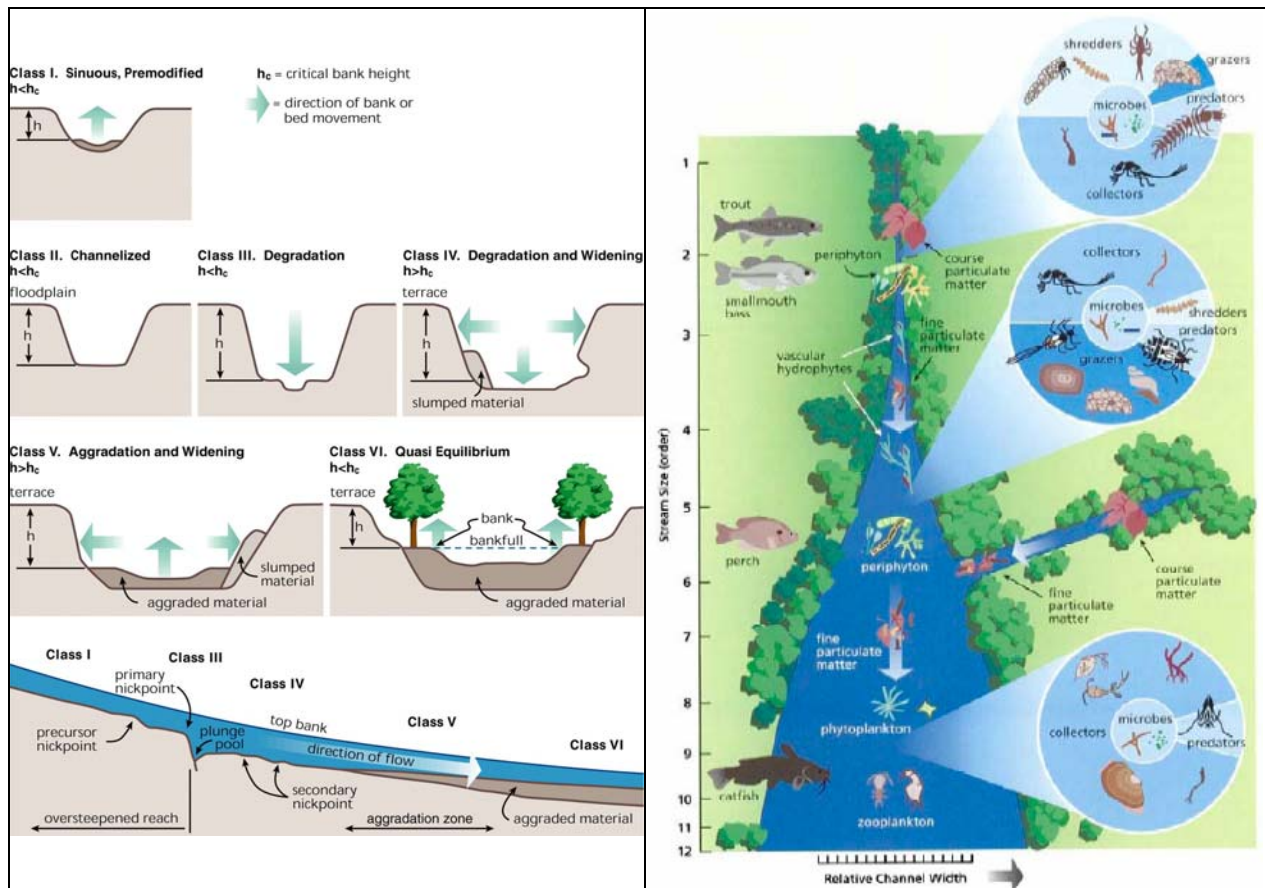 Class I. Sinuous, Premodified
h<hc
h
hc = critical bank height
= direction of bank or
bed movement
Class II. Channelized
h<hc
floodplain
h
Class III. Degradation
h<hc
h
Class IV. Degradation and Widening
h>hc
terrace
h
slumped material
Class V. Aggradation and Widening
h>hc
terrace
h
slumped
material
aggraded material
Class VI. Quasi Equilibrium
h<hc
terrace
h
bank
bankfull
aggraded material
Class I
Class III
primary
nickpoint
Class IV
Class V
Class VI
precursor
nickpoint
plunge
pool
top bank
direction of flow
secondary
nickpoint
oversteepened reach
aggradation zone
aggraded material
shredders
grazers
microbes
predators
collectors
1
trout
2
periphyton
course
particulate
matter
smallmouth
bass
collectors
microbes
shredders
predators
grazers
3
fine
particulate
matter
vascular
hydrophytes
4
Stream Size (order)
5
perch
periphyton
course
particulate
matter
6
fine
particulate
matter
7
fine
particulate
matter
8
phytoplankton
collectors
microbes
predators
9
catfish
10
zooplankton
11
12
Relative Channel Width